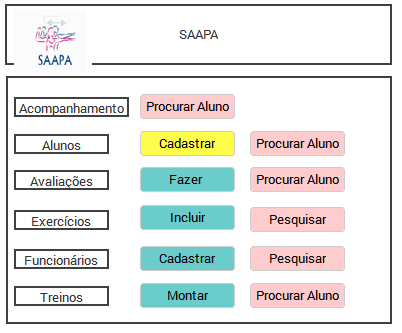 SAAPA
SAAPA
Acompanhamento Procurar Aluno
Alunos Cadastrar Procurar Aluno
Avaliações Fazer Procurar Aluno
Exercícios Incluir Pesquisar
Funcionários Cadastrar Pesquisar
Treinos Montar Procurar Aluno